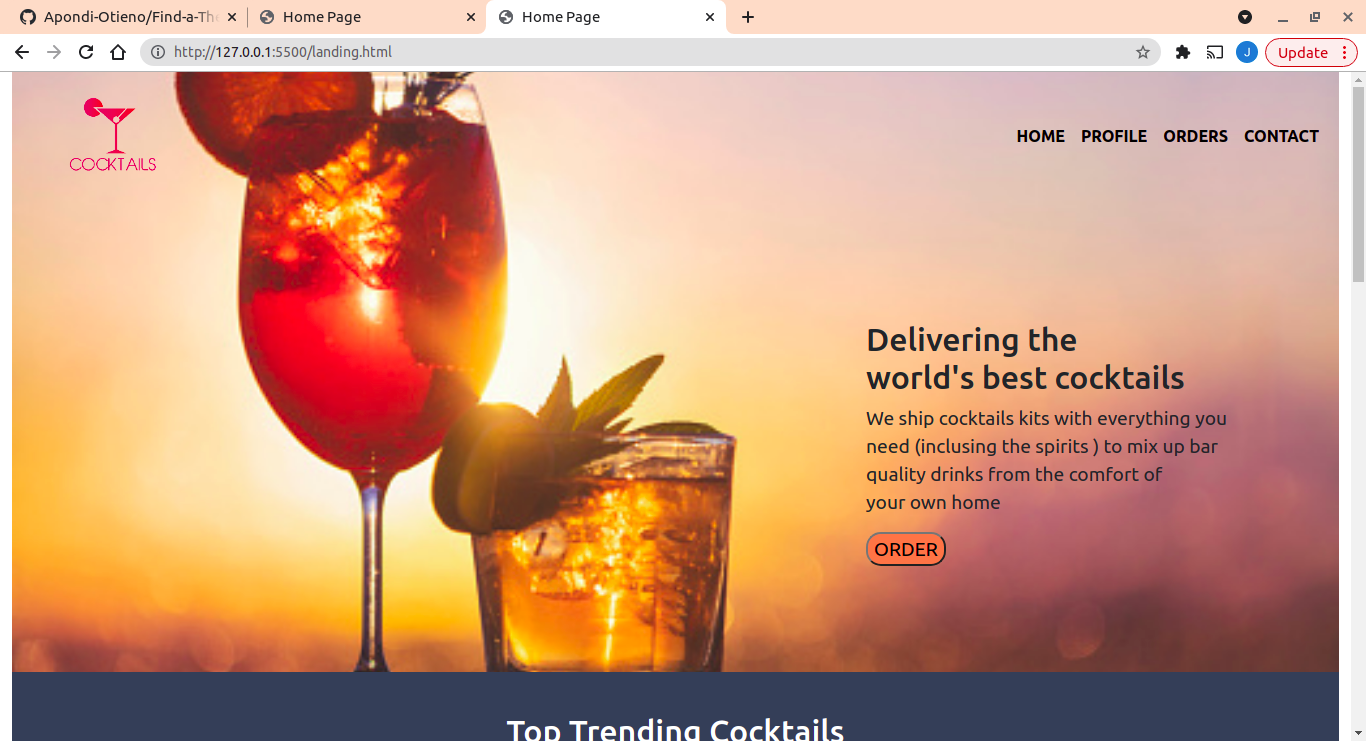 Apondi-Otieno/Find-a-The
Home Page
Home Page
http://127.0.0.1:5500/landing.html
J
Update
COCKTAILS
HOME PROFILE ORDERS CONTACT
Delivering the
world's best cocktails
We ship cocktails kits with everything you
need (inclusing the spirits ) to mix up bar
quality drinks from the comfort of
your own home
ORDER
Top Trending Cocktails